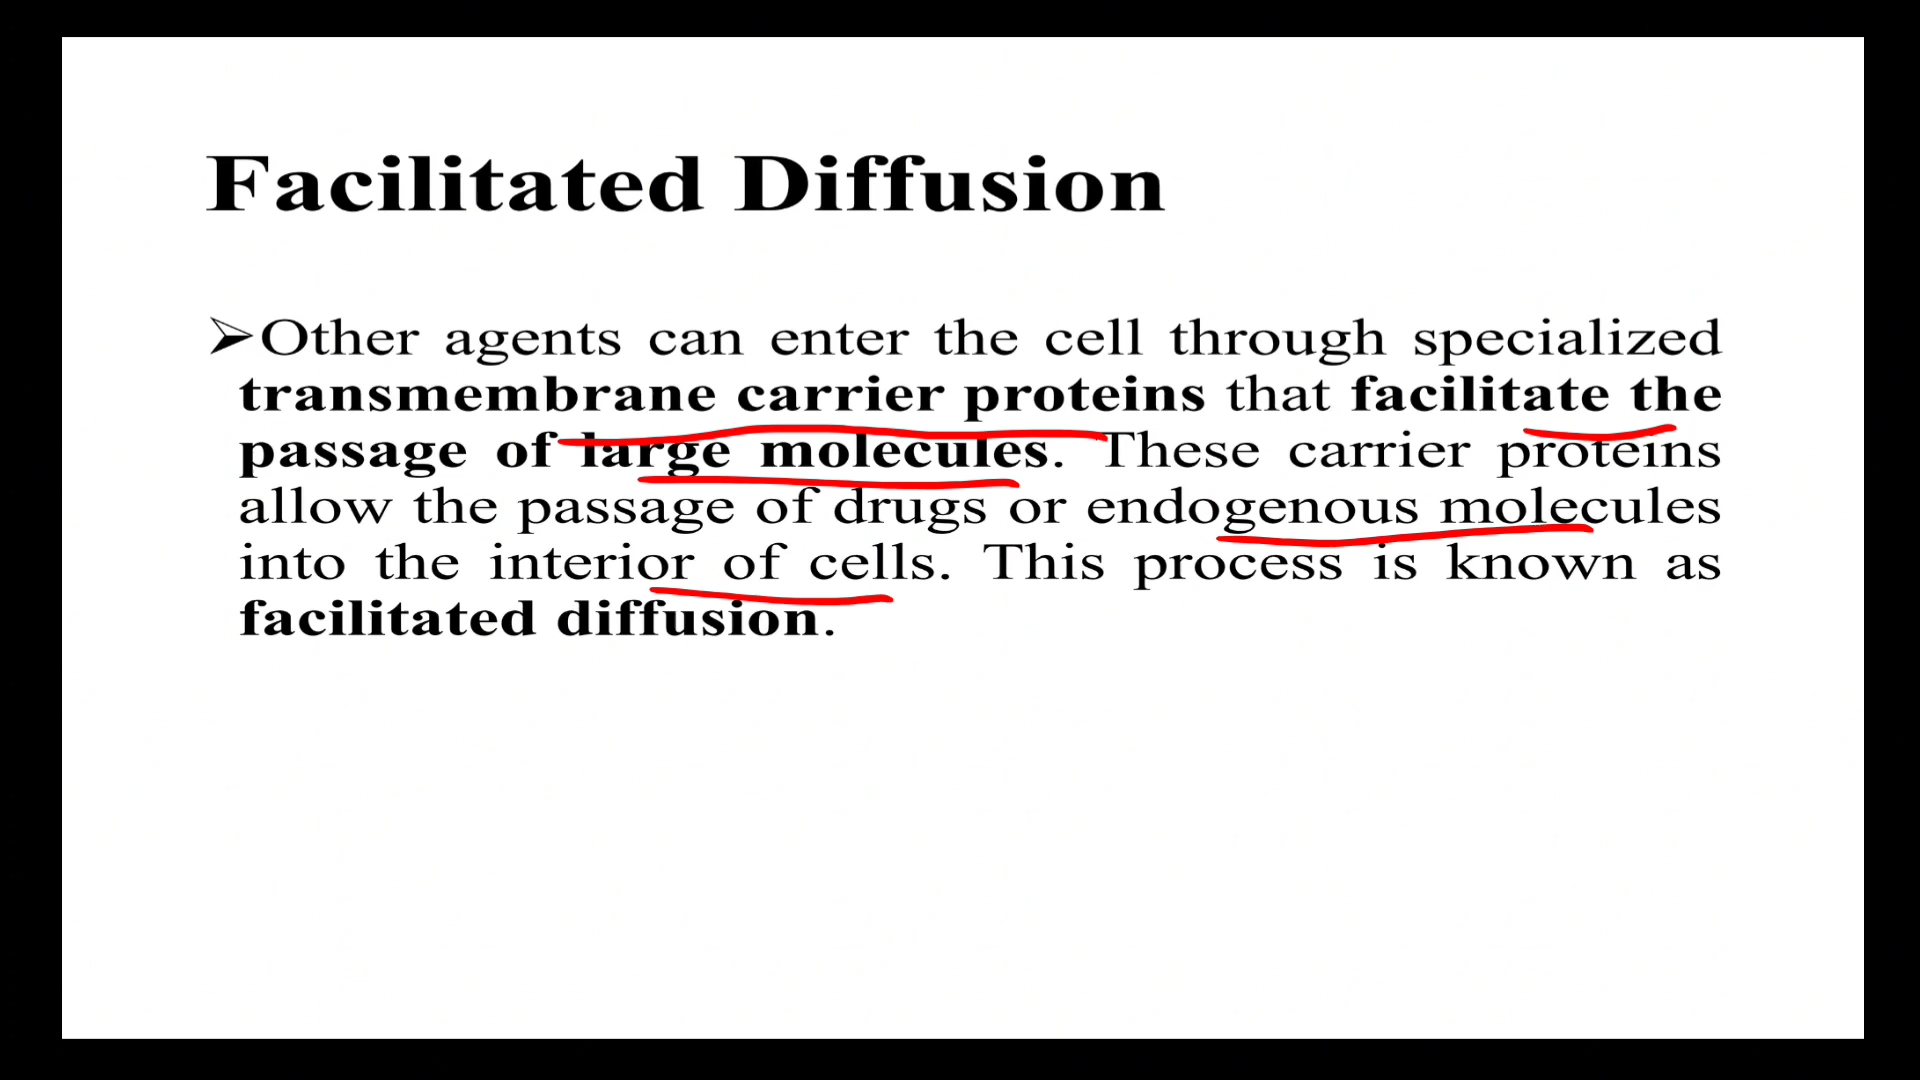 Facilitated Diffusion
➢Other agents can enter the cell through specialized
transmembrane carrier proteins that facilitate the
passage of large molecules. These carrier proteins
allow the passage of drugs or endogenous molecules
into the interior of cells. This process is known as
facilitated diffusion.